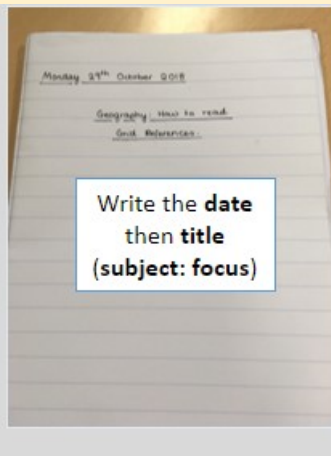 Monday 29th October 2018
Geography: How to read
Grid References.
Write the date
then title
(subject: focus)